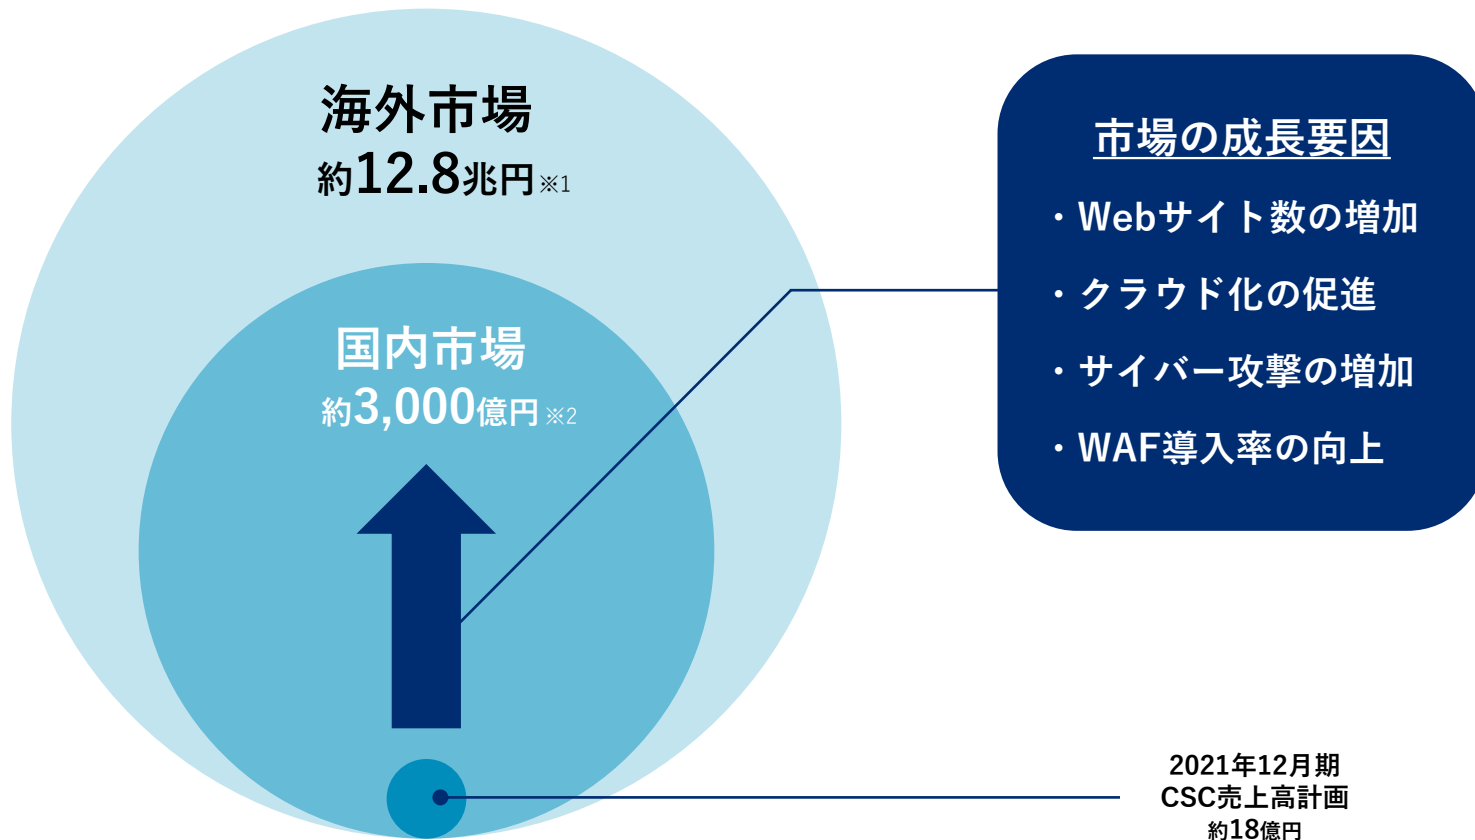 海外市場
約12.8兆円※1
国内市場
約3,000億円※2
市場の成長要因
・Webサイト数の増加
・クラウド化の促進
・サイバー攻撃の増加
・WAF導入率の向上
2021年12月期
CSC売上高計画
約18億円